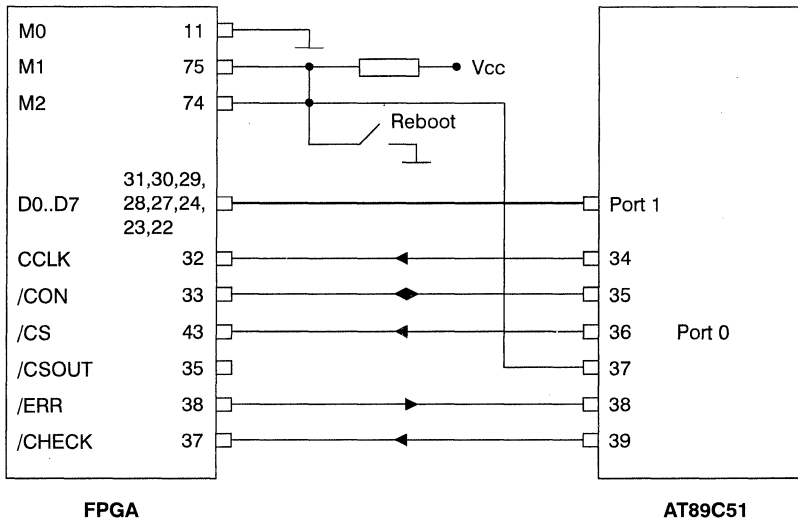 M0 11
M1 75 Vcc
M2 74
Reboot
31,30,29,
D0..D7 28,27,24, Port 1
23,22
CCLK 32 34
/CON 33 35
/CS 43 36 Port 0
/CSOUT 35 37
/ERR 38 38
/CHECK 37 39
FPGA AT89C51